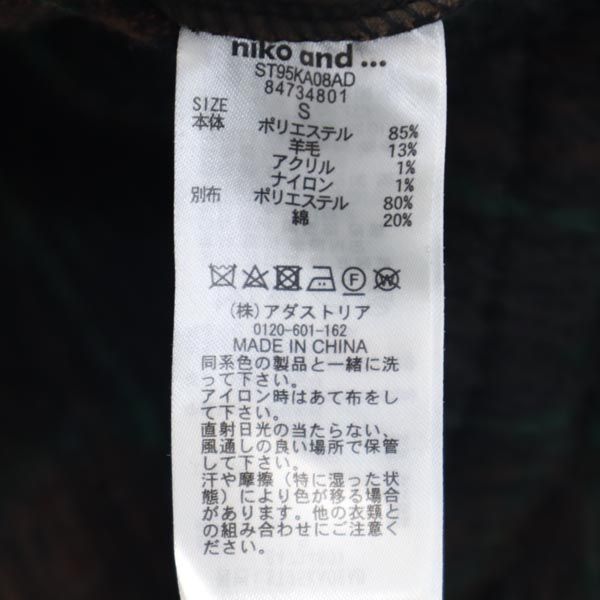 niko and ...
ST95KA08AD
84734801
SIZE S
本体 ポリエステル 85%
羊毛 13%
アクリル 1%
ナイロン 1%
別布 ポリエステル 80%
綿 20%
(株)アダストリア
0120-601-162
MADE IN CHINA
同系色の製品と一緒に洗
って下さい。
アイロン時はあて布をし
て下さい。
直射日光の当たらない、
風通しの良い場所で保管
して下さい。
汗や摩擦(特に湿った状
態)により色が移る場合
があります。他の衣類と
の組み合わせにご注意く
ださい。